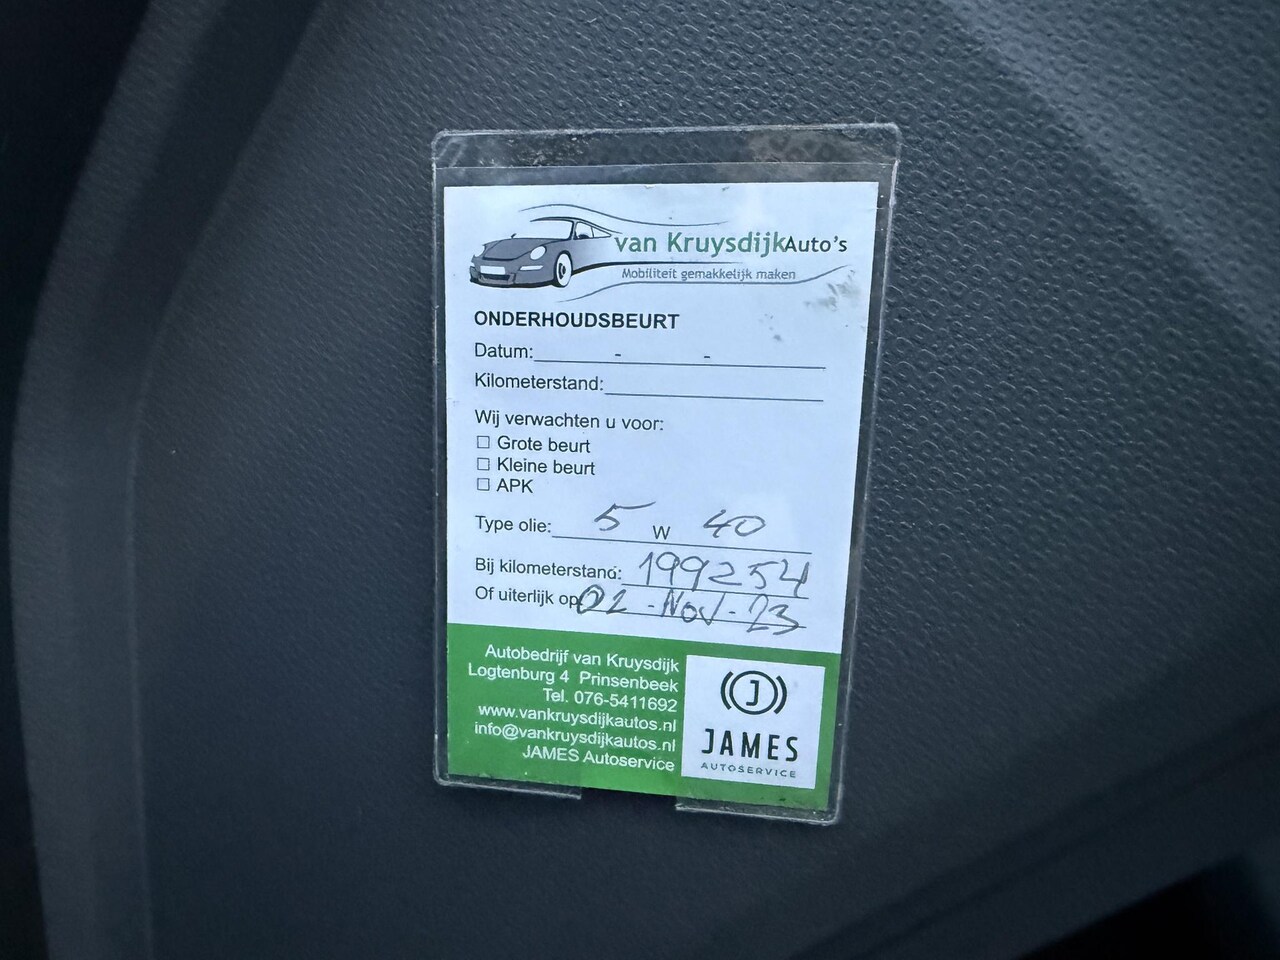 van Kruysdijk Auto's
Mobiliteit gemakkelijk maken
ONDERHOUDSBEURT
Datum: - -
Kilometerstand:
Wij verwachten u voor:
☐ Grote beurt
☐ Kleine beurt
☐ APK
Type olie: 5 W 40
Bij kilometerstand: 199254
Of uiterlijk op: 02 - Nov - 23
Autobedrijf van Kruysdijk
Logtenburg 4 Prinsenbeek
Tel. 076-5411692
www.vankruysdijkautos.nl
info@vankruysdijkautos.nl
JAMES Autoservice
J
JAMES
AUTOSERVICE